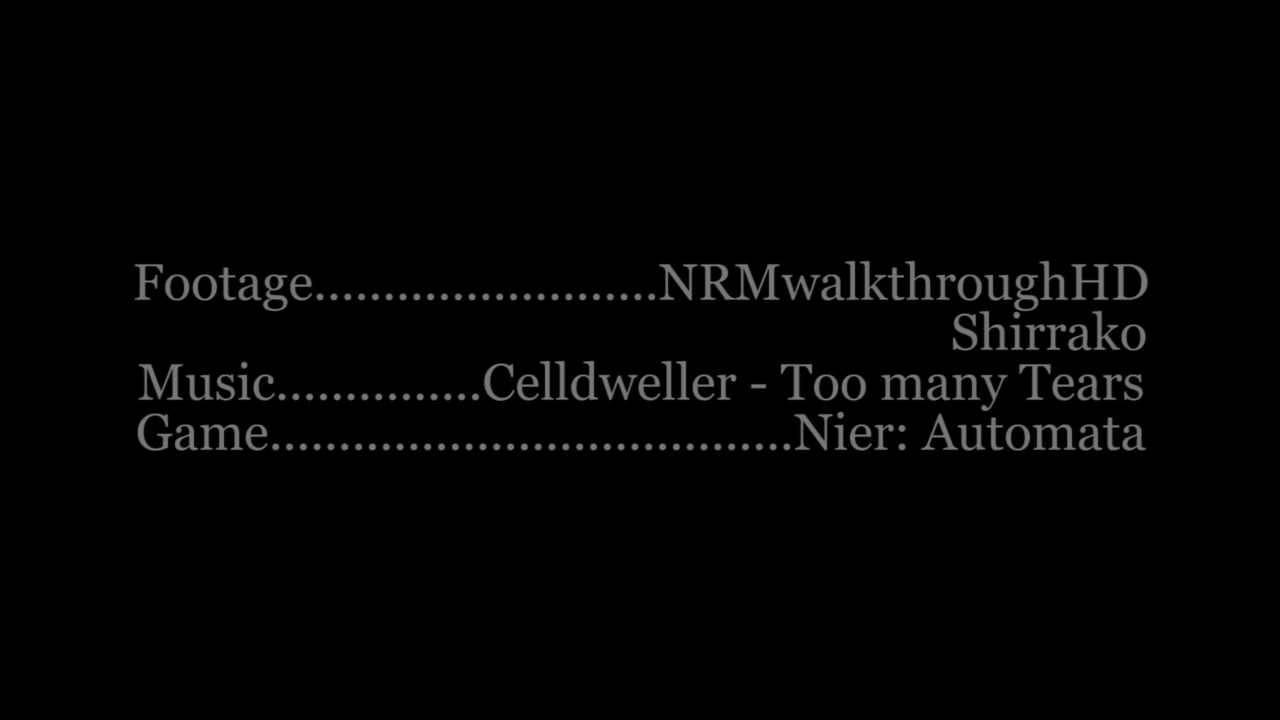 Footage.........................NRMwalkthroughHD
Shirrako
Music...............Celldweller - Too many Tears
Game......................................Nier: Automata